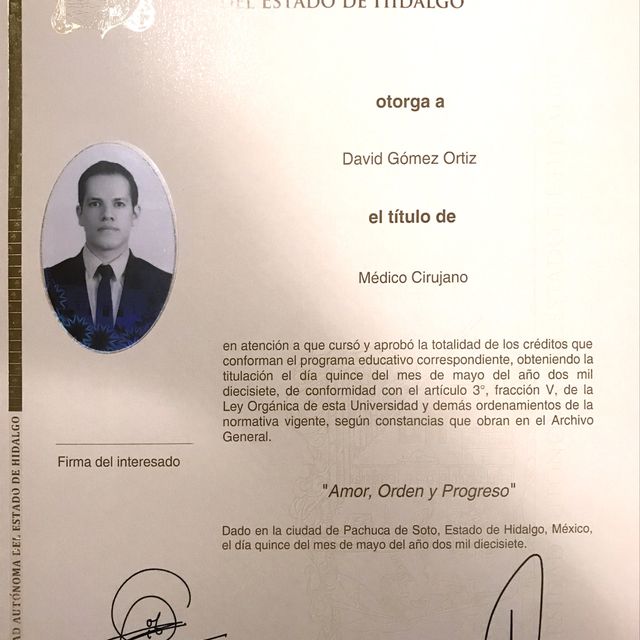 DEL ESTADO DE HIDALGO
otorga a
David Gómez Ortiz
el título de
Médico Cirujano
en atención a que cursó y aprobó la totalidad de los créditos que
conforman el programa educativo correspondiente, obteniendo la
titulación el día quince del mes de mayo del año dos mil
diecisiete, de conformidad con el artículo 3°, fracción V, de la
Ley Orgánica de esta Universidad y demás ordenamientos de la
normativa vigente, según constancias que obran en el Archivo
General.
Firma del interesado
"Amor, Orden y Progreso"
Dado en la ciudad de Pachuca de Soto, Estado de Hidalgo, México,
el día quince del mes de mayo del año dos mil diecisiete.
AD AUTÓNOMA DEL ESTADO DE HIDALGO